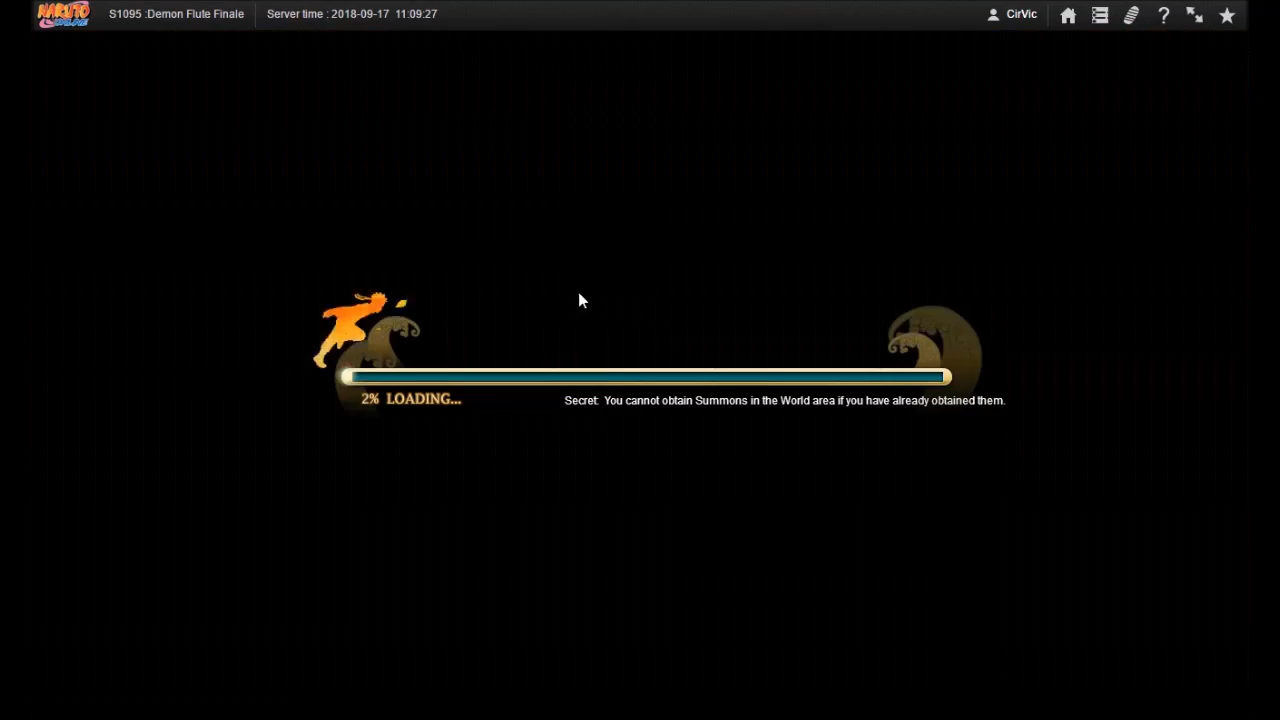 NARUTO ONLINE
S1095 :Demon Flute Finale
Server time : 2018-09-17 11:09:27
CirVic
?
2% LOADING...
Secret: You cannot obtain Summons in the World area if you have already obtained them.